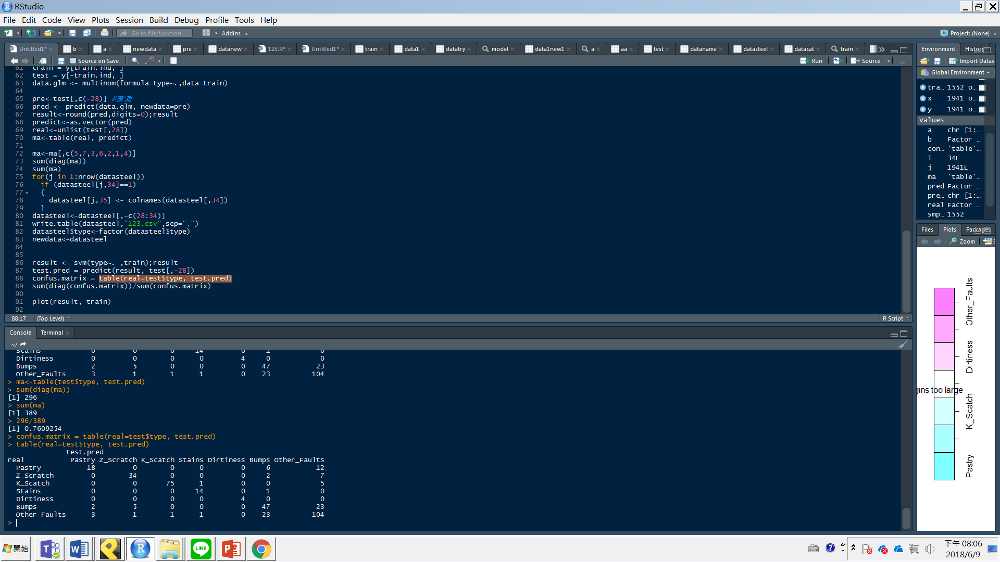 RStudio
File Edit Code View Plots Session Build Debug Profile Tools Help
Go to file/function Addins Project: (None)
Untitled1* b a newdata pre datanew 123.R* Untitled1* train data1 datatry model data1new1 a aa test dataname datasteel datacat train
Source on Save Run Source
61 train = y[train.ind, ]
62 test = y[-train.ind, ]
63 data.glm <- multinom(formula=type~.,data=train)
64
65 pre<-test[,c(-28)] #預測
66 pred <- predict(data.glm, newdata=pre)
67 result<-round(pred,digits=0);result
68 predict<-as.vector(pred)
69 real<-unlist(test[,28])
70 ma<-table(real, predict)
71
72 ma<-ma[,c(5,7,3,6,2,1,4)]
73 sum(diag(ma))
74 sum(ma)
75 for(j in 1:nrow(datasteel))
76 if (datasteel[j,34]==1)
77 {
78 datasteel[j,35] <- colnames(datasteel[,34])
79 }
80 datasteel<-datasteel[,-c(28:34)]
81 write.table(datasteel,"123.csv",sep=",")
82 datasteel$type<-factor(datasteel$type)
83 newdata<-datasteel
84
85
86 result <- svm(type~. ,train);result
87 test.pred = predict(result, test[,-28])
88 confus.matrix = table(real=test$type, test.pred)
89 sum(diag(confus.matrix))/sum(confus.matrix)
90
91 plot(result, train)
92
88:17 (Top Level) R Script
Console Terminal
~/
Stains 0 0 0 14 0 1 0
Dirtiness 0 0 0 0 4 0 0
Bumps 2 5 0 0 0 47 23
Other_Faults 3 1 1 1 0 23 104
> ma<-table(test$type, test.pred)
> sum(diag(ma))
[1] 296
> sum(ma)
[1] 389
> 296/389
[1] 0.7609254
> confus.matrix = table(real=test$type, test.pred)
> table(real=test$type, test.pred)
test.pred
real Pastry Z_Scratch K_Scatch Stains Dirtiness Bumps Other_Faults
Pastry 18 0 0 0 0 6 12
Z_Scratch 0 34 0 0 0 2 7
K_Scatch 0 0 75 1 0 0 5
Stains 0 0 0 14 0 1 0
Dirtiness 0 0 0 0 4 0 0
Bumps 2 5 0 0 0 47 23
Other_Faults 3 1 1 1 0 23 104
>
Environment History
Import Datas
Global Environment
tra… 1552 o…
x 1941 o…
y 1941 o…
Values
a chr [1:…
b Factor …
con… 'table'…
i 34L
j 1941L
ma 'table'…
pred Factor …
pre… chr [1:…
real Factor …
smp… 1552
Files Plots Packages
Zoom E
Other_Faults
Dirtiness
gins too large
K_Scatch
Pastry
開始
LINE
下午 08:06
2018/6/9